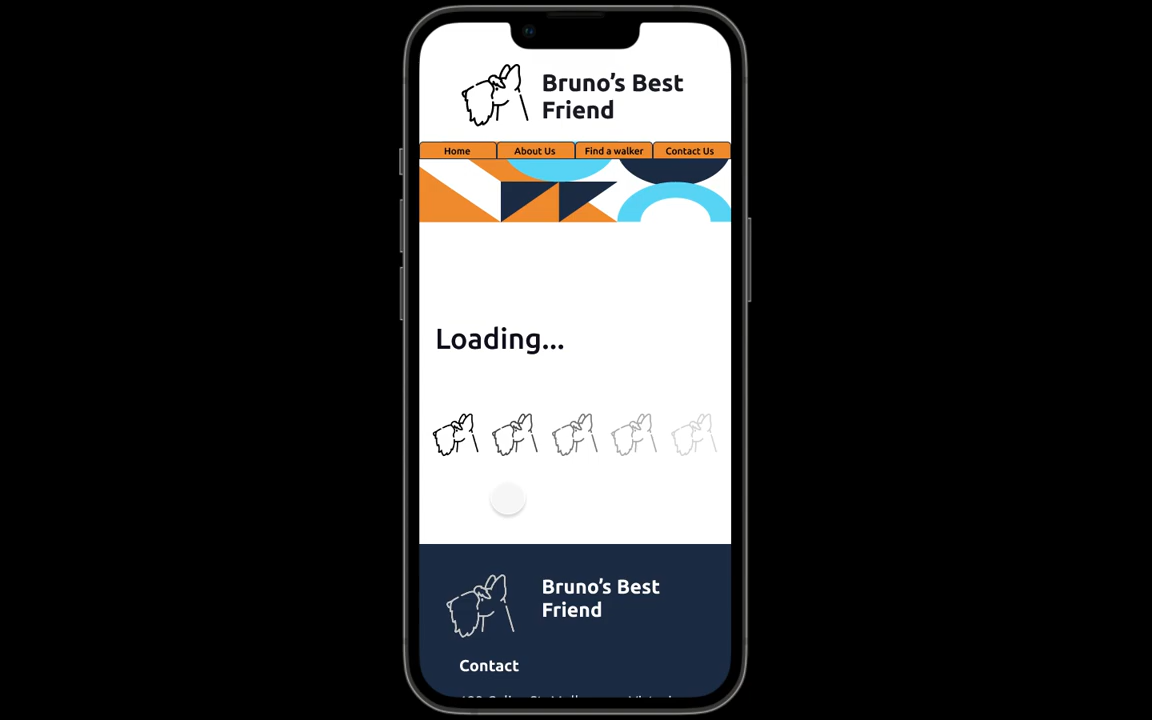 Bruno's Best
Friend
Home About Us Find a walker Contact Us
Loading...
Bruno's Best
Friend
Contact